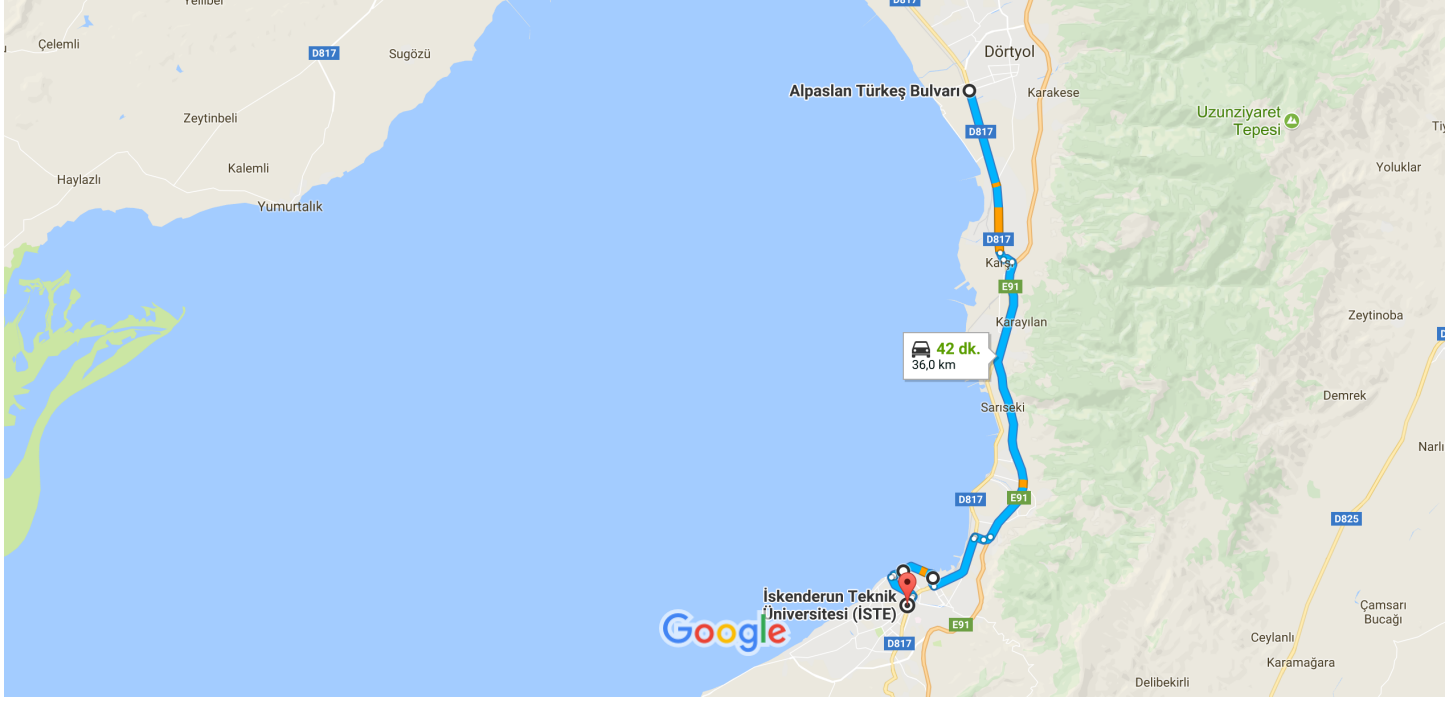 Yeliibel
D817
Çelemli
D817
Sugözü
Dörtyol
Alpaslan Türkeş Bulvarı
Karakese
Uzunziyaret
Tepesi
Zeytinbeli
D817
Kalemli
Yoluklar
Haylazlı
Yumurtalık
D817
Karş.
E91
Karayılan
Zeytinoba
42 dk.
36,0 km
Demrek
Sarıseki
Narlı
D817
E91
D825
İskenderun Teknik
Üniversitesi (İSTE)
Google
E91
D817
Çamsarı
Bucağı
Ceylanlı
Karamağara
Delibekirli